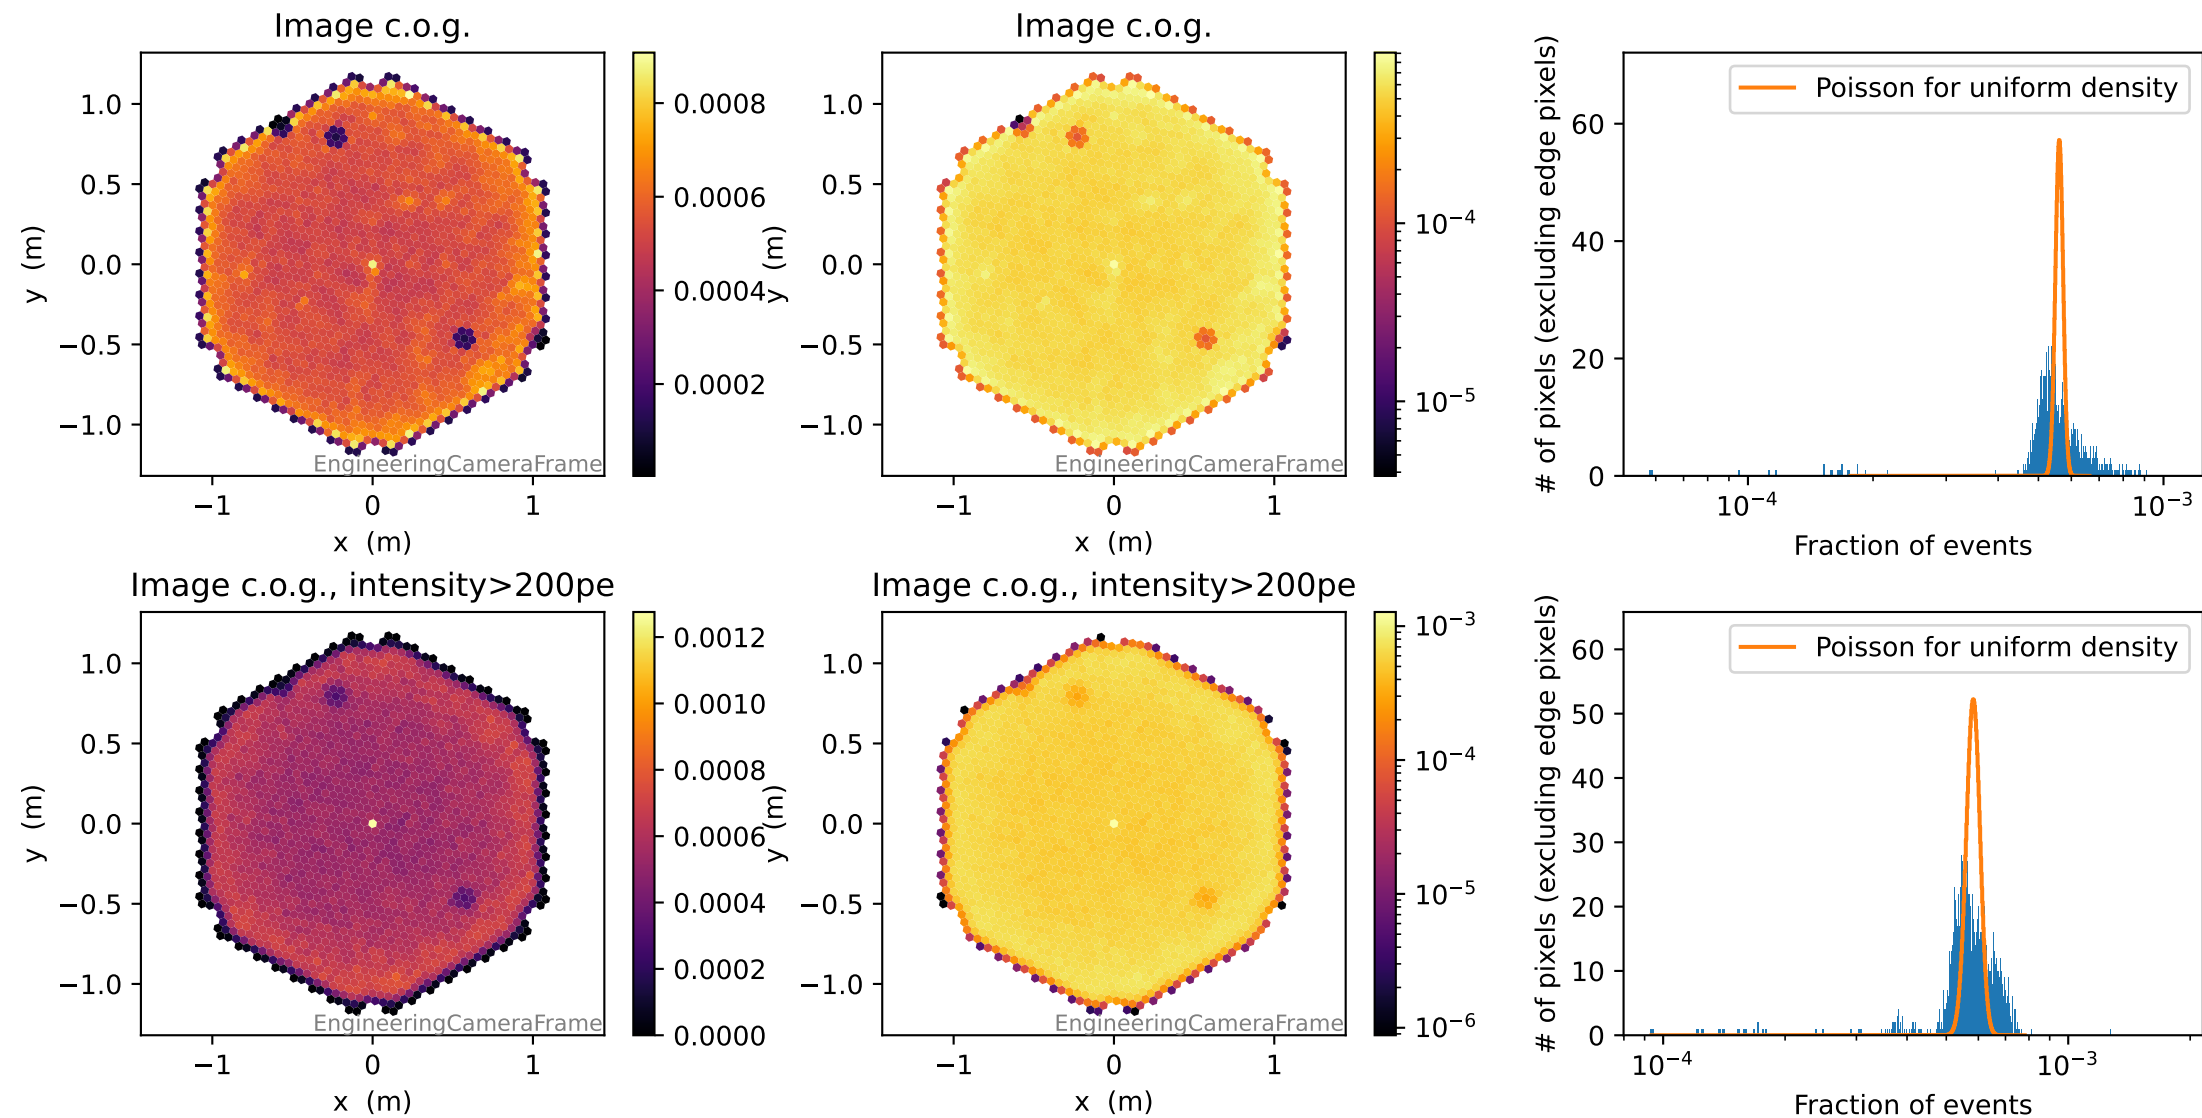 Image c.o.g.
1.0
0.5
0.0
−0.5
−1.0
y (m)
−1
0
1
x (m)
EngineeringCameraFrame
0.0008
0.0006
0.0004
0.0002
Image c.o.g.
1.0
0.5
0.0
−0.5
−1.0
y (m)
−1
0
1
x (m)
EngineeringCameraFrame
10−4
10−5
# of pixels (excluding edge pixels)
60
40
20
0
10−4
10−3
Fraction of events
Poisson for uniform density
Image c.o.g., intensity>200pe
1.0
0.5
0.0
−0.5
−1.0
y (m)
−1
0
1
x (m)
EngineeringCameraFrame
0.0012
0.0010
0.0008
0.0006
0.0004
0.0002
0.0000
Image c.o.g., intensity>200pe
1.0
0.5
0.0
−0.5
−1.0
y (m)
−1
0
1
x (m)
EngineeringCameraFrame
10−3
10−4
10−5
10−6
# of pixels (excluding edge pixels)
60
50
40
30
20
10
0
10−4
10−3
Fraction of events
Poisson for uniform density